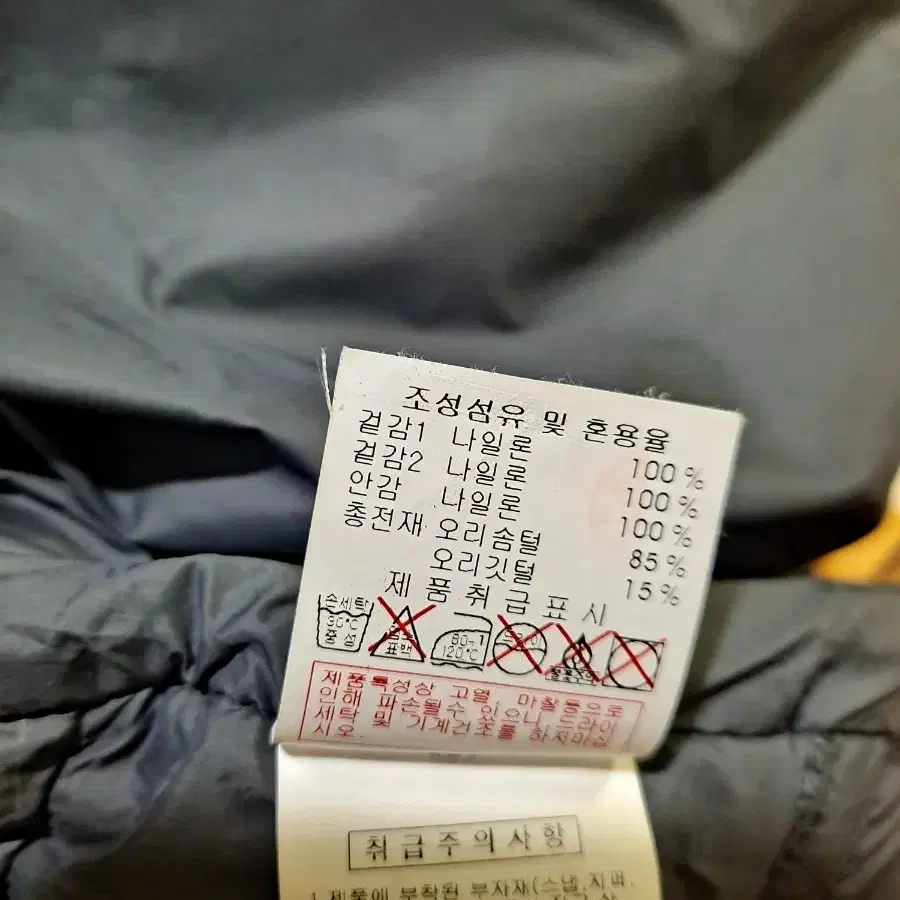 조성섬유 및 혼용율
겉감1 나일론 100 %
겉감2 나일론 100 %
안감 나일론 100 %
충전재 오리솜털 85 %
오리깃털 15 %
제품취급표시
손세탁
30°C
중성
표백
80-1
120°C
제품특성상 고열 마찰등으로
인해 파손될수 있으니 드라이
세탁 및 기계건조를 하지마십
시오
취급주의사항
1.제품에 부착된 부자재(스냅,지퍼,